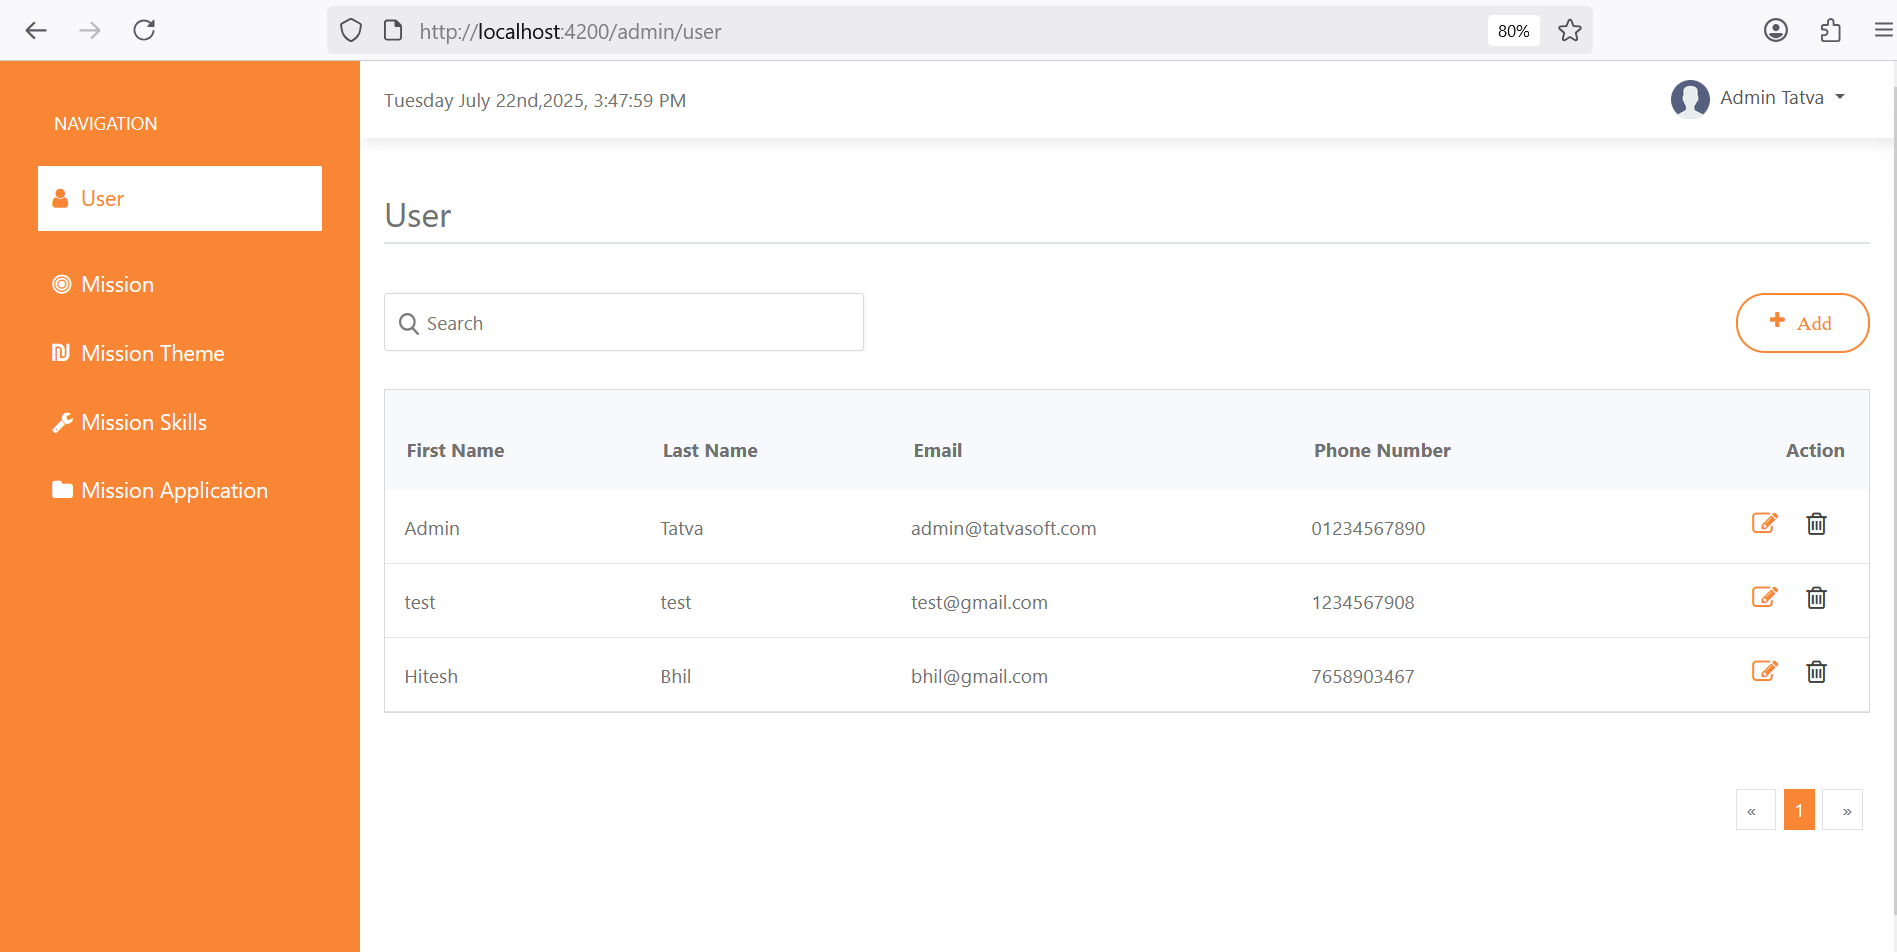 http://localhost:4200/admin/user 80%
NAVIGATION
User
Mission
Mission Theme
Mission Skills
Mission Application
Tuesday July 22nd,2025, 3:47:59 PM
Admin Tatva
User
Search
Add
First Name Last Name Email Phone Number Action
Admin Tatva admin@tatvasoft.com 01234567890
test test test@gmail.com 1234567908
Hitesh Bhil bhil@gmail.com 7658903467
« 1 »